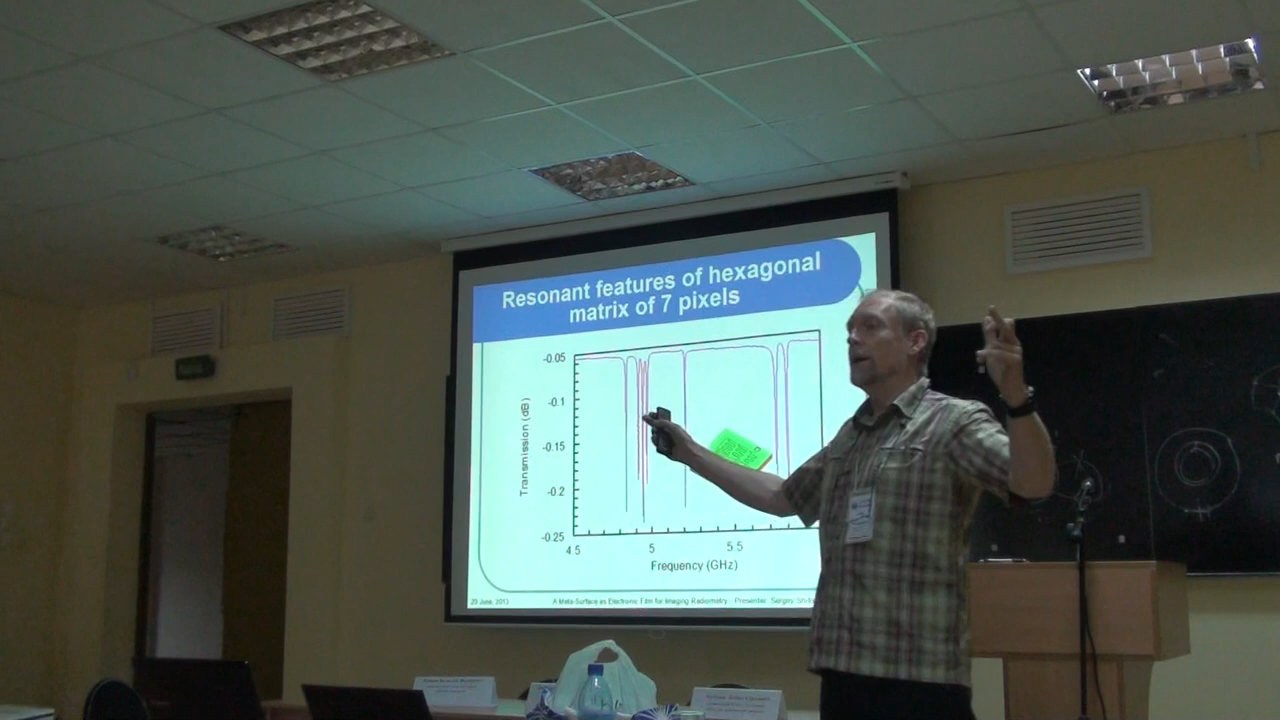 Resonant features of hexagonal
matrix of 7 pixels
-0.05
-0.1
-0.15
-0.2
-0.25
Transmission (dB)
4.5
5
5.5
Frequency (GHz)
20 June, 2013
A Meta-Surface as Electronic Film for Imaging Radiometry - Presenter: Sergiy